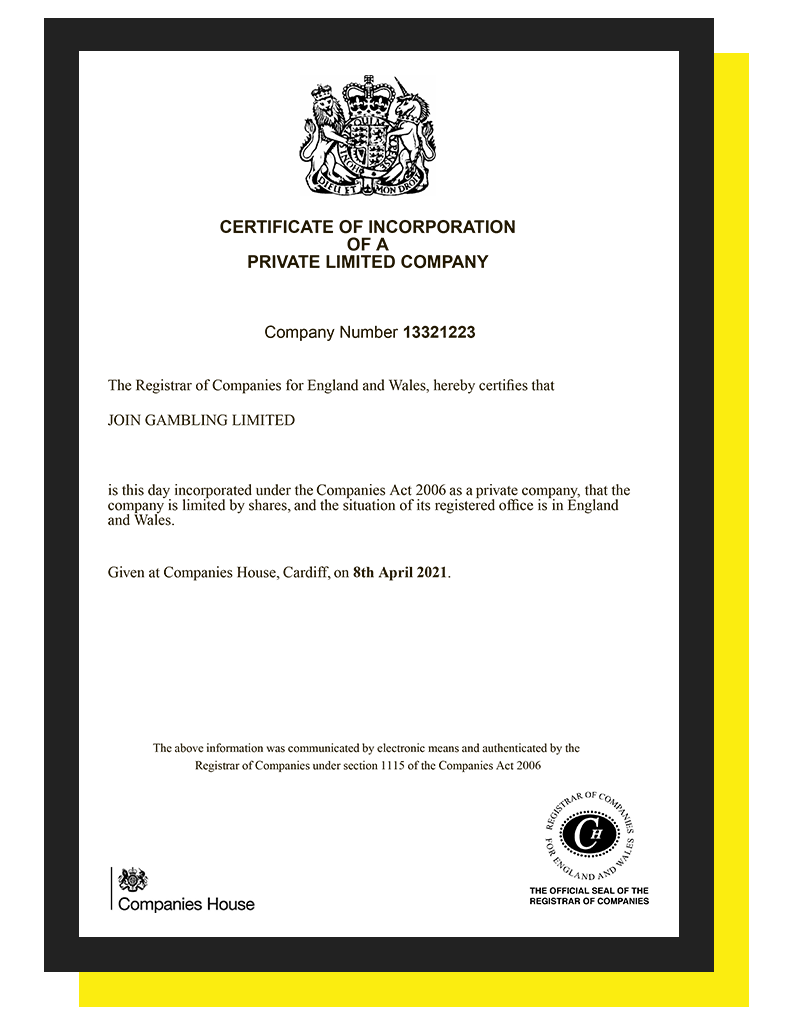 QUI MAL Y PENSE
DIEU ET MON DROIT
CERTIFICATE OF INCORPORATION
OF A
PRIVATE LIMITED COMPANY
Company Number 13321223
The Registrar of Companies for England and Wales, hereby certifies that
JOIN GAMBLING LIMITED
is this day incorporated under the Companies Act 2006 as a private company, that the
company is limited by shares, and the situation of its registered office is in England
and Wales.
Given at Companies House, Cardiff, on 8th April 2021.
The above information was communicated by electronic means and authenticated by the
Registrar of Companies under section 1115 of the Companies Act 2006
REGISTRAR OF COMPANIES
FOR ENGLAND AND WALES
CH
THE OFFICIAL SEAL OF THE
REGISTRAR OF COMPANIES
Companies House